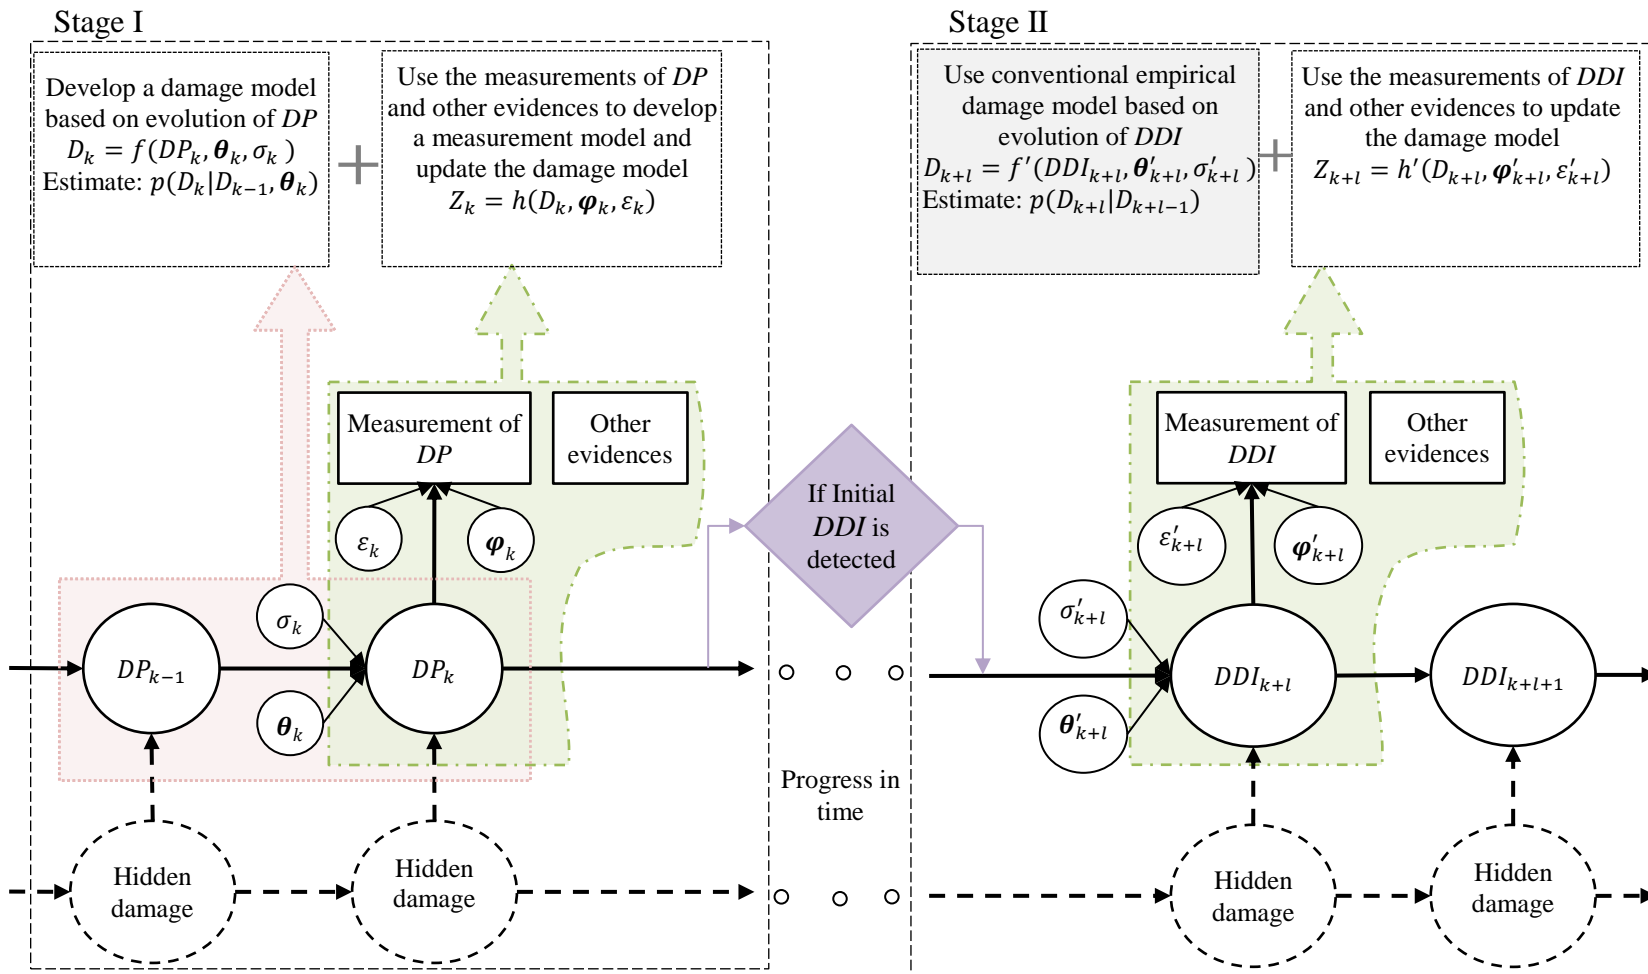 Stage I
Develop a damage model
based on evolution of DP
D_k = f(DP_k, θ_k, σ_k)
Estimate: p(D_k|D_{k−1}, θ_k)
+
Use the measurements of DP
and other evidences to develop
a measurement model and
update the damage model
Z_k = h(D_k, φ_k, ε_k)
Measurement of
DP
Other
evidences
ε_k
φ_k
σ_k
DP_{k−1}
DP_k
θ_k
Hidden
damage
Hidden
damage
If Initial
DDI is
detected
Progress in
time
Stage II
Use conventional empirical
damage model based on
evolution of DDI
D_{k+l} = f′(DDI_{k+l}, θ′_{k+l}, σ′_{k+l})
Estimate: p(D_{k+l}|D_{k+l−1})
+
Use the measurements of DDI
and other evidences to update
the damage model
Z_{k+l} = h′(D_{k+l}, φ′_{k+l}, ε′_{k+l})
Measurement of
DDI
Other
evidences
ε′_{k+l}
φ′_{k+l}
σ′_{k+l}
DDI_{k+l}
DDI_{k+l+1}
θ′_{k+l}
Hidden
damage
Hidden
damage